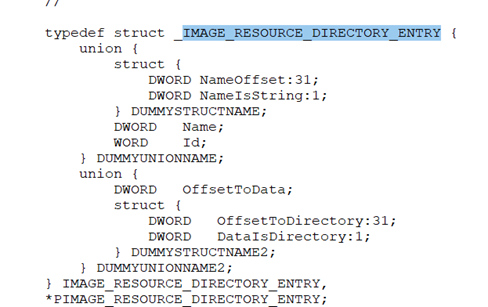 //
typedef struct _IMAGE_RESOURCE_DIRECTORY_ENTRY {
    union {
        struct {
            DWORD NameOffset:31;
            DWORD NameIsString:1;
        } DUMMYSTRUCTNAME;
        DWORD   Name;
        WORD    Id;
    } DUMMYUNIONNAME;
    union {
        DWORD   OffsetToData;
        struct {
            DWORD   OffsetToDirectory:31;
            DWORD   DataIsDirectory:1;
        } DUMMYSTRUCTNAME2;
    } DUMMYUNIONNAME2;
} IMAGE_RESOURCE_DIRECTORY_ENTRY,
*PIMAGE_RESOURCE_DIRECTORY_ENTRY;